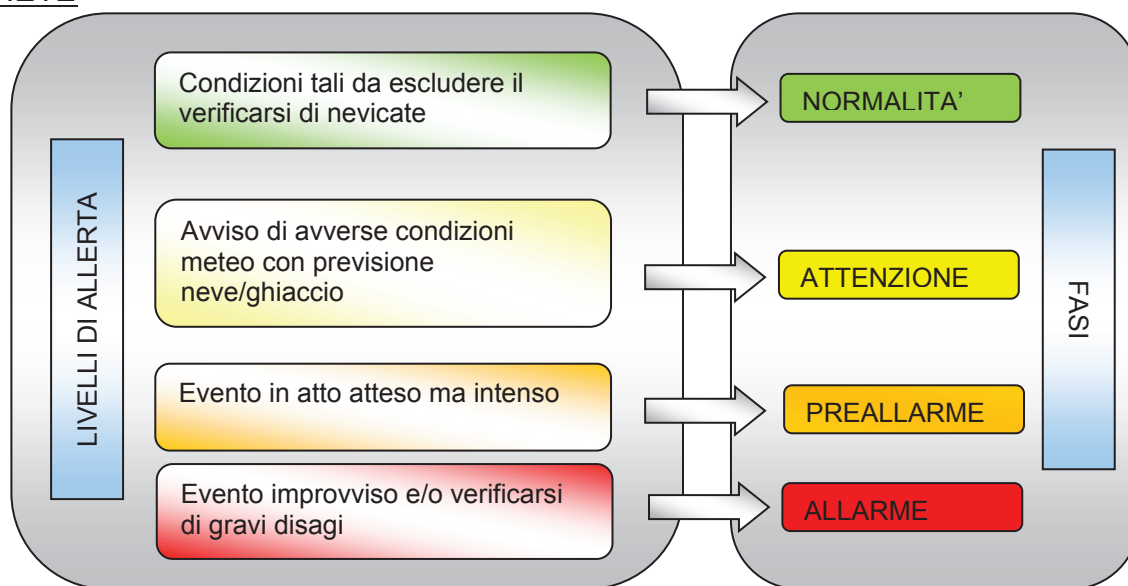 LIVELLI DI ALLERTA
Condizioni tali da escludere il
verificarsi di nevicate
NORMALITA’
Avviso di avverse condizioni
meteo con previsione
neve/ghiaccio
ATTENZIONE
Evento in atto atteso ma intenso
PREALLARME
Evento improvviso e/o verificarsi
di gravi disagi
ALLARME
FASI